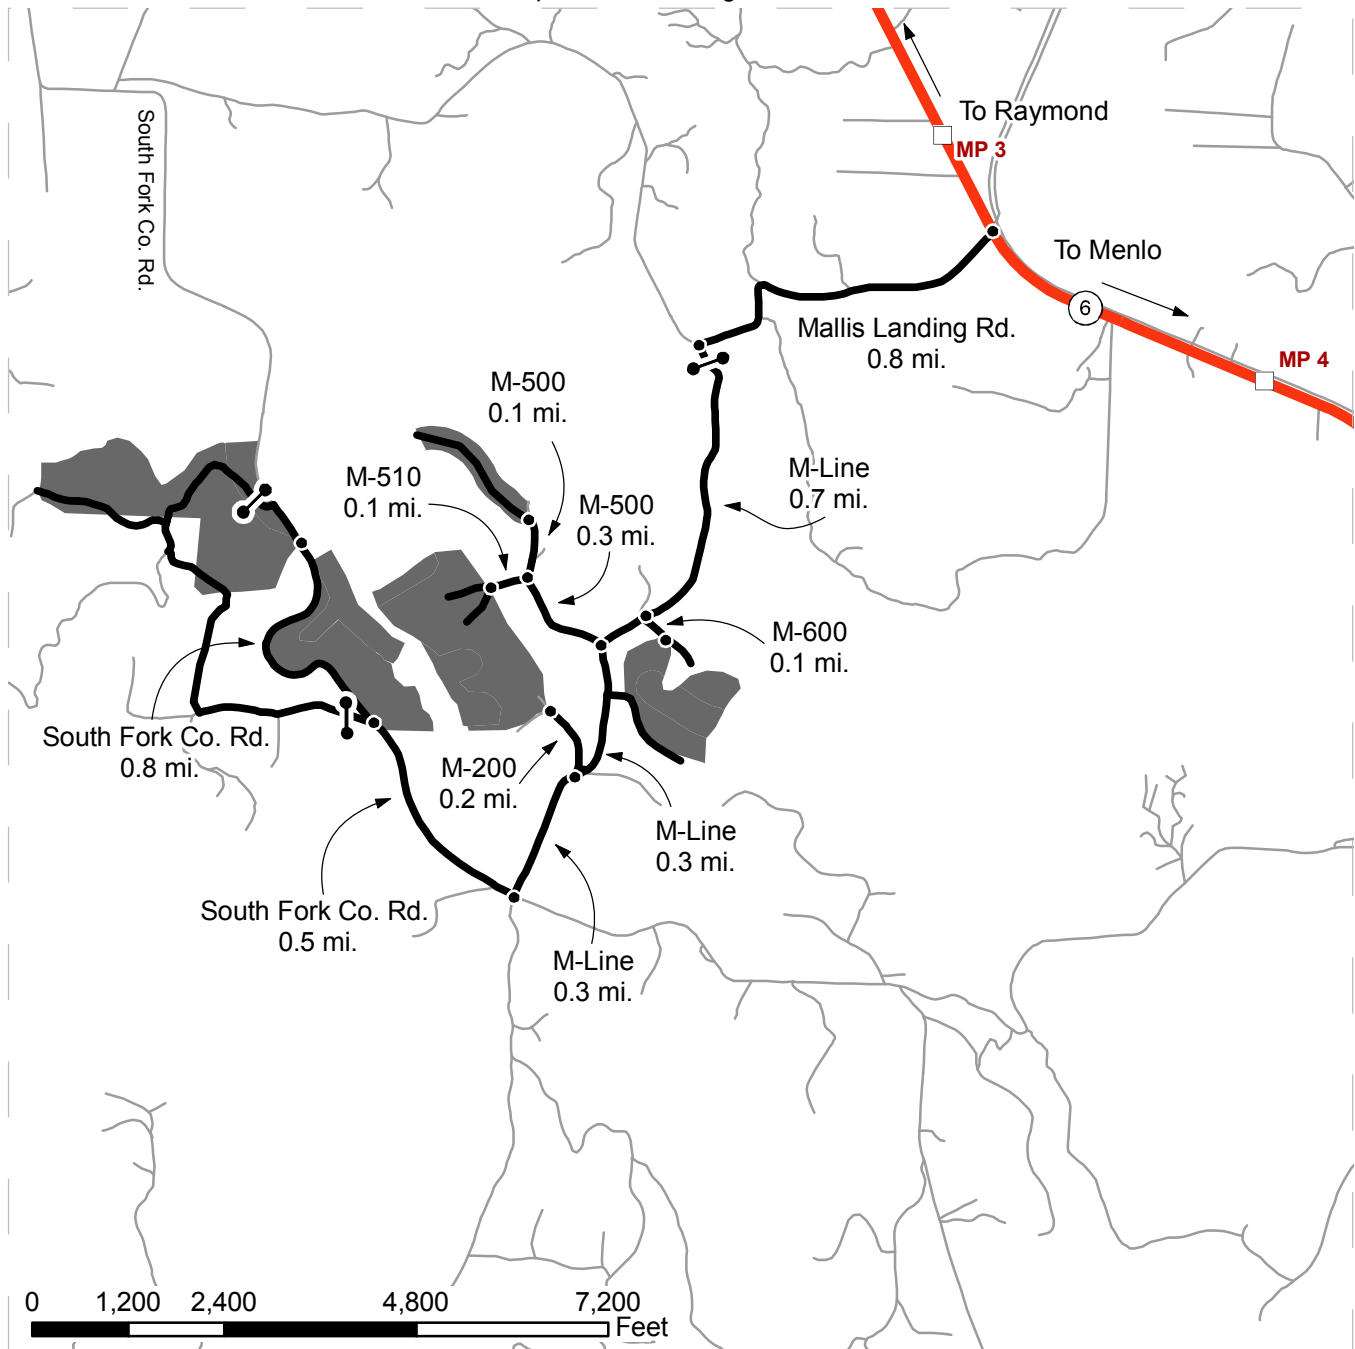 To Raymond
MP 3
South Fork Co. Rd.
To Menlo
6
Mallis Landing Rd.
0.8 mi.
MP 4
M-500
0.1 mi.
M-510
0.1 mi.
M-500
0.3 mi.
M-Line
0.7 mi.
M-600
0.1 mi.
South Fork Co. Rd.
0.8 mi.
M-200
0.2 mi.
M-Line
0.3 mi.
South Fork Co. Rd.
0.5 mi.
M-Line
0.3 mi.
0 1,200 2,400 4,800 7,200
Feet